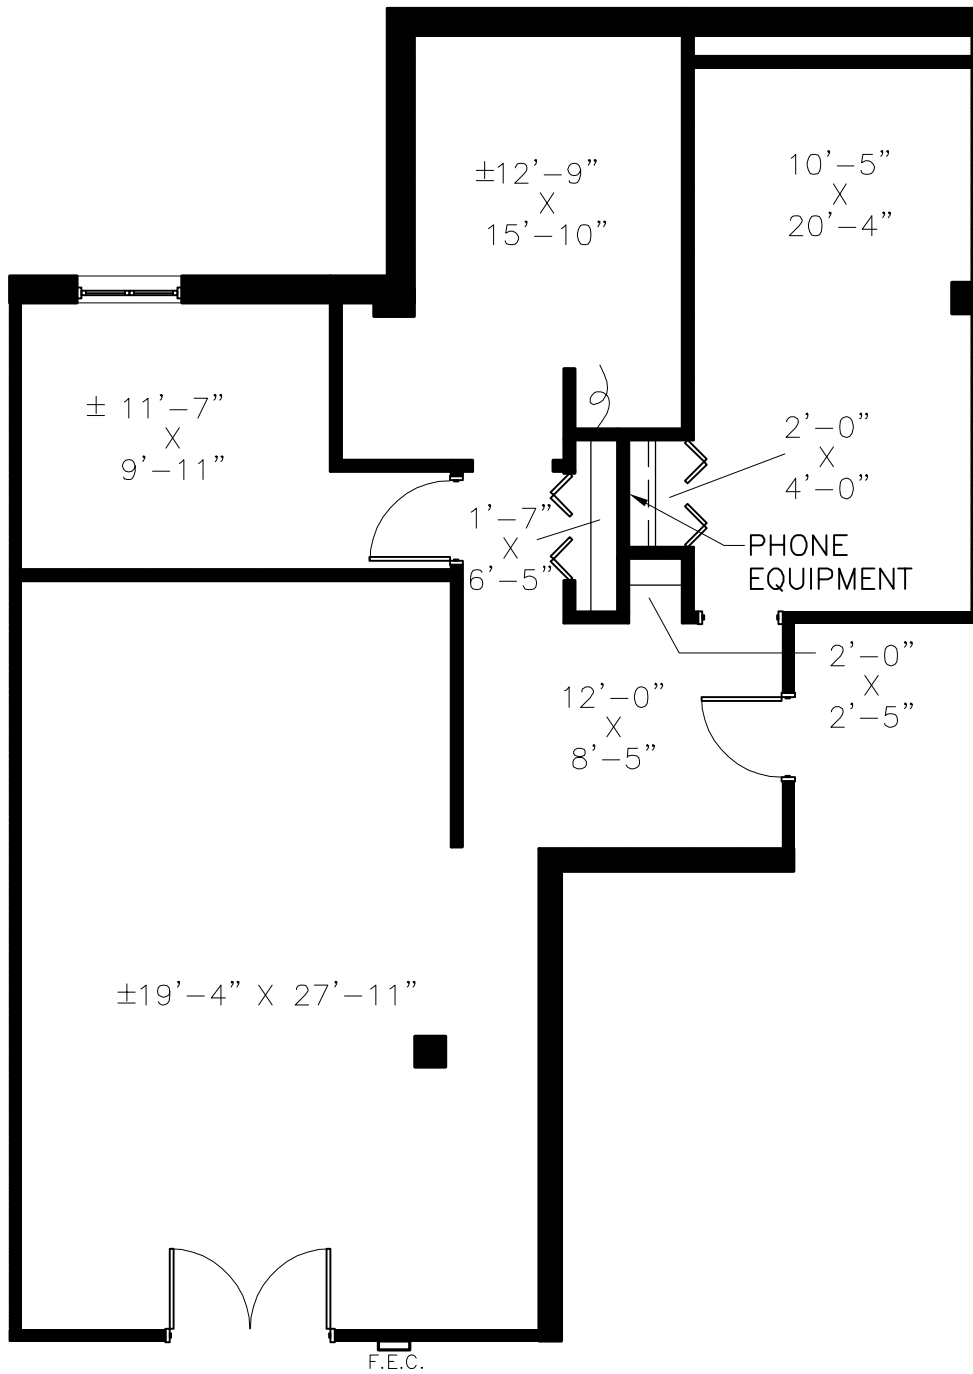 ±12’-9”
X
15’-10”
10’-5”
X
20’-4”
± 11’-7”
X
9’-11”
2’-0”
X
4’-0”
1’-7”
X
6’-5”
PHONE
EQUIPMENT
2’-0”
X
2’-5”
12’-0”
X
8’-5”
±19’-4” X 27’-11”
F.E.C.